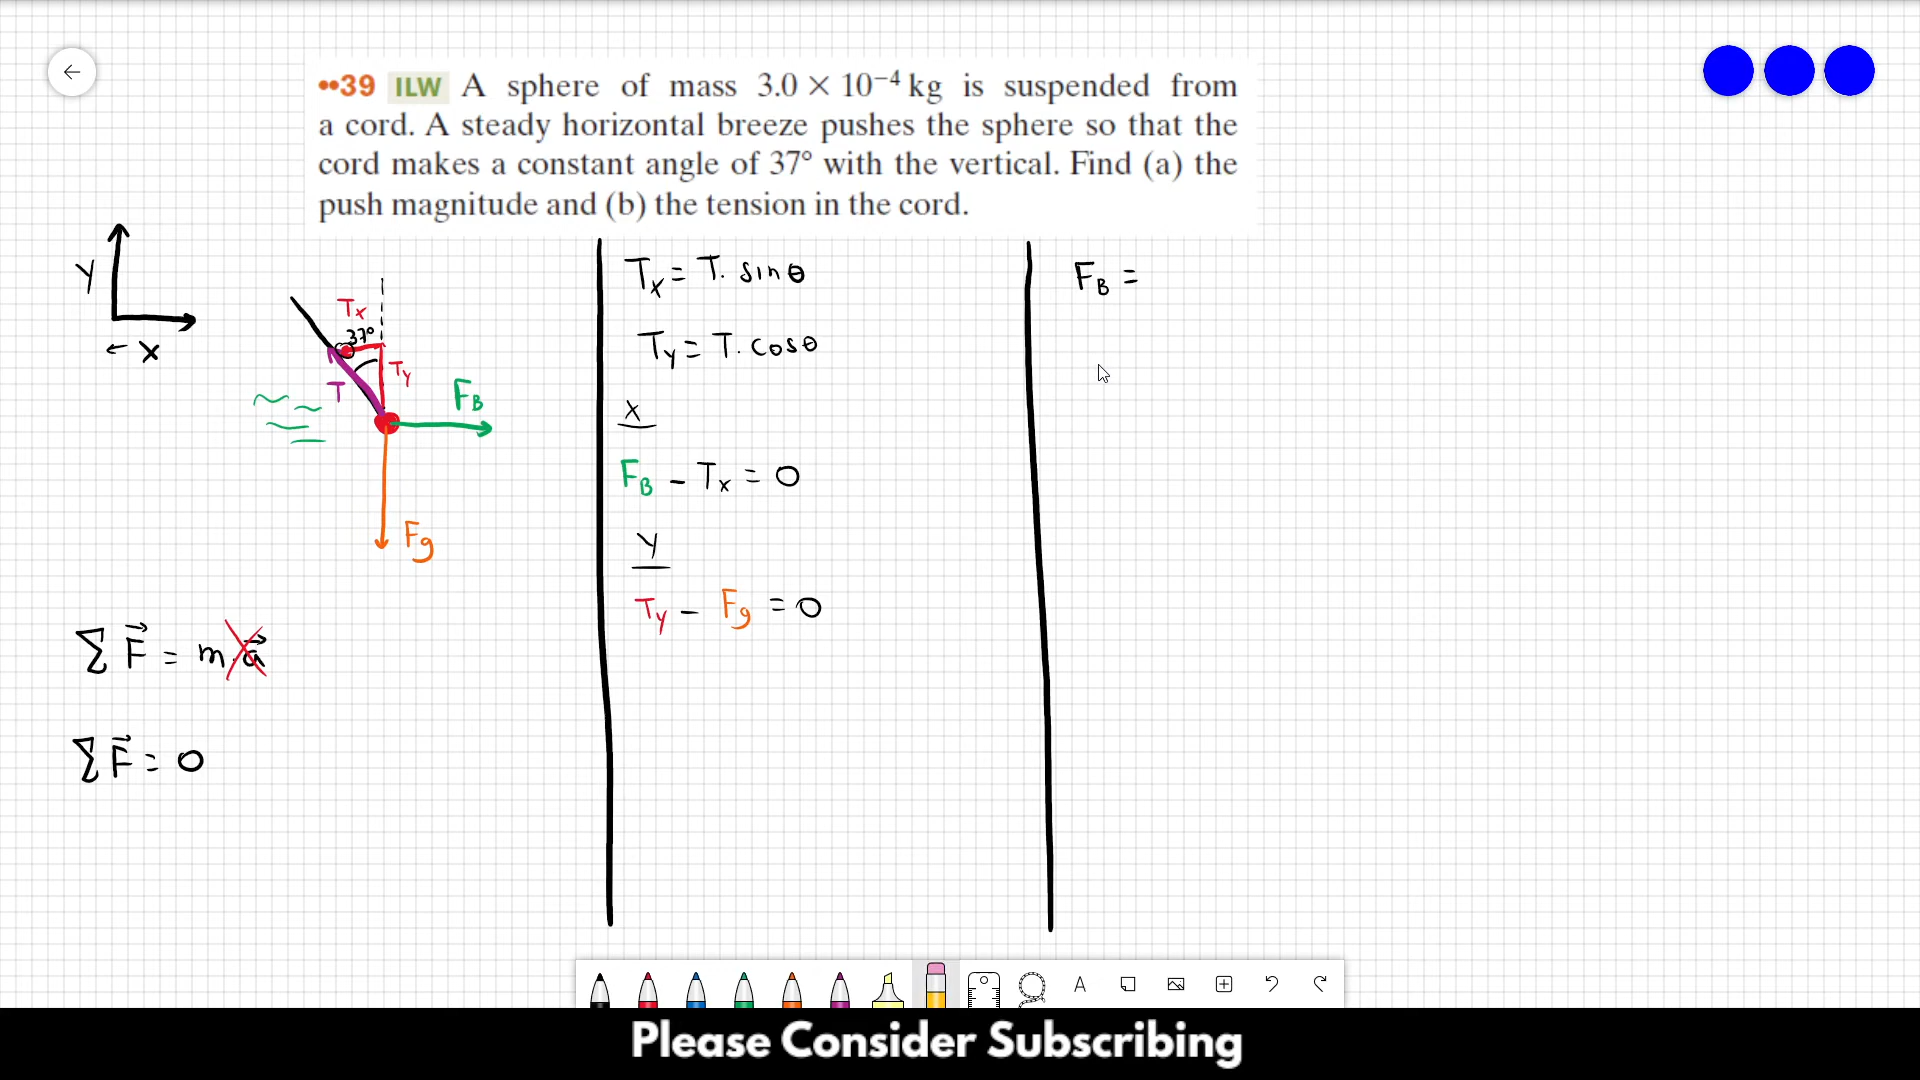 ••39 ILW A sphere of mass 3.0 × 10⁻⁴ kg is suspended from
a cord. A steady horizontal breeze pushes the sphere so that the
cord makes a constant angle of 37° with the vertical. Find (a) the
push magnitude and (b) the tension in the cord.
Y
← X
Tx
37°
Ty
T
FB
Fg
∑ F⃗ = m.a⃗
∑ F⃗ = 0
Tx = T. sinθ
Ty = T. cosθ
X
FB - Tx = 0
Y
Ty - Fg = 0
FB =
A
Please Consider Subscribing